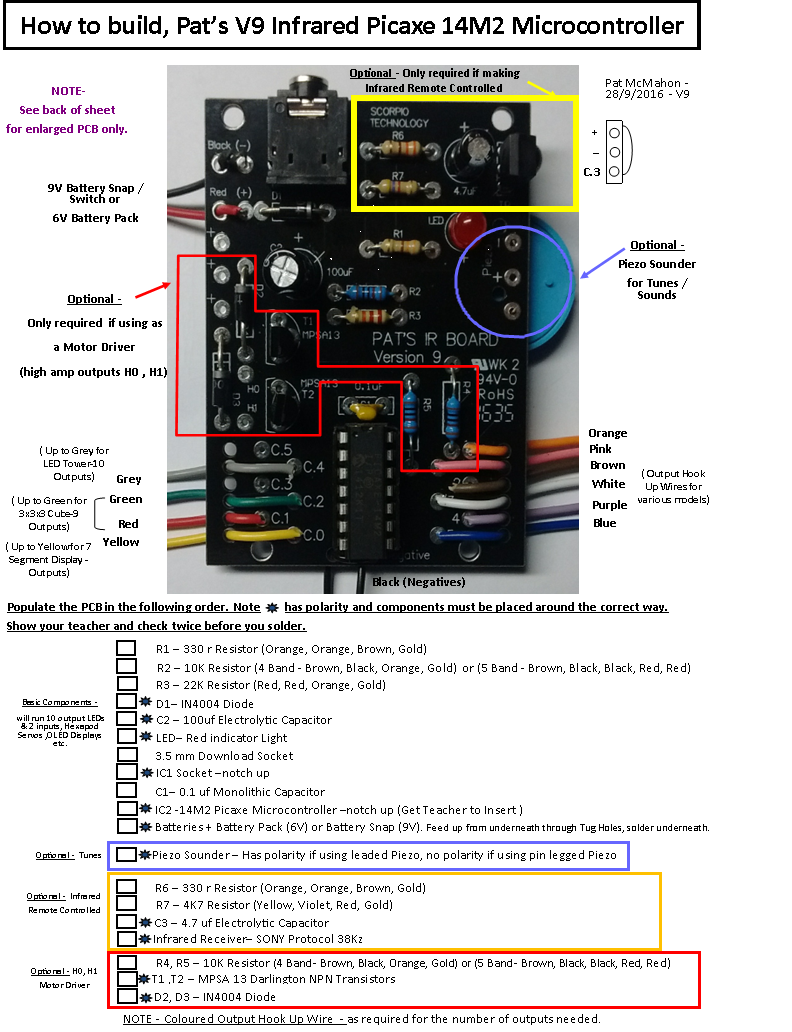 How to build, Pat's V9 Infrared Picaxe 14M2 Microcontroller
NOTE-
See back of sheet
for enlarged PCB only.
Optional - Only required if making
Infrared Remote Controlled
Pat McMahon -
28/9/2016 - V9
+
−
C.3
9V Battery Snap /
Switch or
6V Battery Pack
Optional -
Piezo Sounder
for Tunes /
Sounds
Optional -
Only required if using as
a Motor Driver
(high amp outputs H0 , H1)
SCORPIO
TECHNOLOGY
R6
R7
4.7uF
Black (-)
Red (+)
LED
R1
100uF
R2
R3
T1
MPSA13
PAT'S IR BOARD
Version 9
WK 2
94V-0
RoHS
MPSA13
T2
0.1uF
R5
R4
D3
H0
H1
C.5
C.4
C.3
C.2
C.1
C.0
Black (Negatives)
( Up to Grey for
LED Tower-10
Outputs)
Grey
( Up to Green for
3x3x3 Cube-9
Outputs)
Green
Red
Yellow
( Up to Yellowfor 7
Segment Display -
Outputs)
Orange
Pink
Brown
White
Purple
Blue
( Output Hook
Up Wires for
various models)
Populate the PCB in the following order. Note has polarity and components must be placed around the correct way.
Show your teacher and check twice before you solder.
Basic Components -
will run 10 output LEDs
& 2 inputs, Hexapod
Servos ,OLED Displays
etc.
R1 – 330 r Resistor (Orange, Orange, Brown, Gold)
R2 – 10K Resistor (4 Band - Brown, Black, Orange, Gold) or (5 Band - Brown, Black, Black, Red, Red)
R3 – 22K Resistor (Red, Red, Orange, Gold)
D1– IN4004 Diode
C2 – 100uf Electrolytic Capacitor
LED– Red indicator Light
3.5 mm Download Socket
IC1 Socket –notch up
C1– 0.1 uf Monolithic Capacitor
IC2 -14M2 Picaxe Microcontroller –notch up (Get Teacher to Insert )
Batteries + Battery Pack (6V) or Battery Snap (9V). Feed up from underneath through Tug Holes, solder underneath.
Optional - Tunes
Piezo Sounder – Has polarity if using leaded Piezo, no polarity if using pin legged Piezo
Optional - Infrared
Remote Controlled
R6 – 330 r Resistor (Orange, Orange, Brown, Gold)
R7 – 4K7 Resistor (Yellow, Violet, Red, Gold)
C3 – 4.7 uf Electrolytic Capacitor
Infrared Receiver– SONY Protocol 38Kz
Optional - H0, H1
Motor Driver
R4, R5 – 10K Resistor (4 Band- Brown, Black, Orange, Gold) or (5 Band- Brown, Black, Black, Red, Red)
T1 ,T2 – MPSA 13 Darlington NPN Transistors
D2, D3 – IN4004 Diode
NOTE - Coloured Output Hook Up Wire - as required for the number of outputs needed.